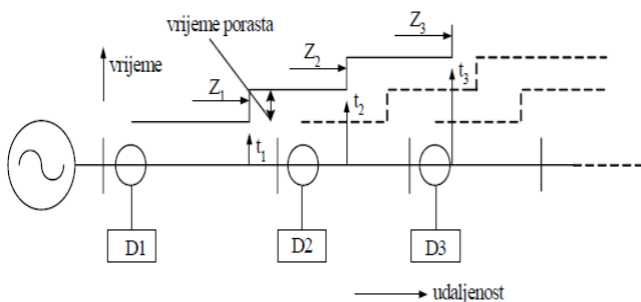 vrijeme porasta
vrijeme
Z₁
Z₂
Z₃
t₁
t₂
t₃
D1
D2
D3
udaljenost